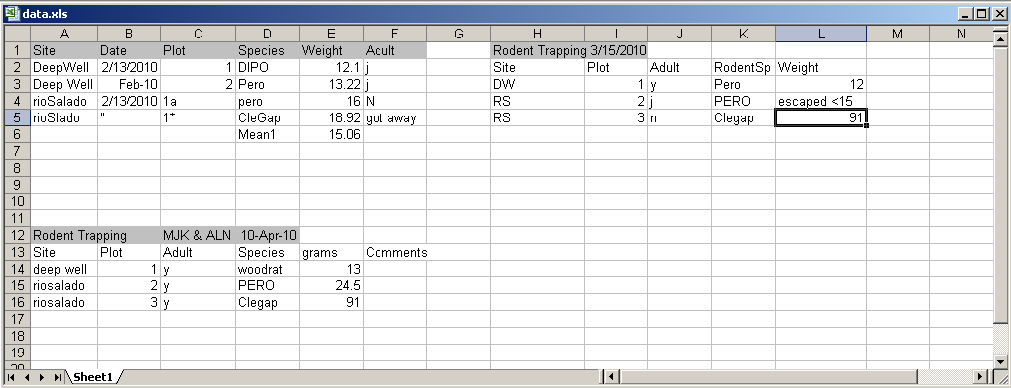 data.xls
A B C D E F G H I J K L M N
1 Site Date Plot Species Weight Adult Rodent Trapping 3/15/2010
2 DeepWell 2/13/2010 1 DIPO 12.1 j Site Plot Adult RodentSp Weight
3 Deep Well Feb-10 2 Pero 13.22 j DW 1 y Pero 12
4 rioSalado 2/13/2010 1a pero 16 N RS 2 j PERO escaped <15
5 rioSlado " 1* CleGap 18.92 got away RS 3 n Clegap 91
6 Mean1 15.06
7
8
9
10
11
12 Rodent Trapping MJK & ALN 10-Apr-10
13 Site Plot Adult Species grams Comments
14 deep well 1 y woodrat 13
15 riosalado 2 y PERO 24.5
16 riosalado 3 y Clegap 91
17
18
19
20
Sheet1